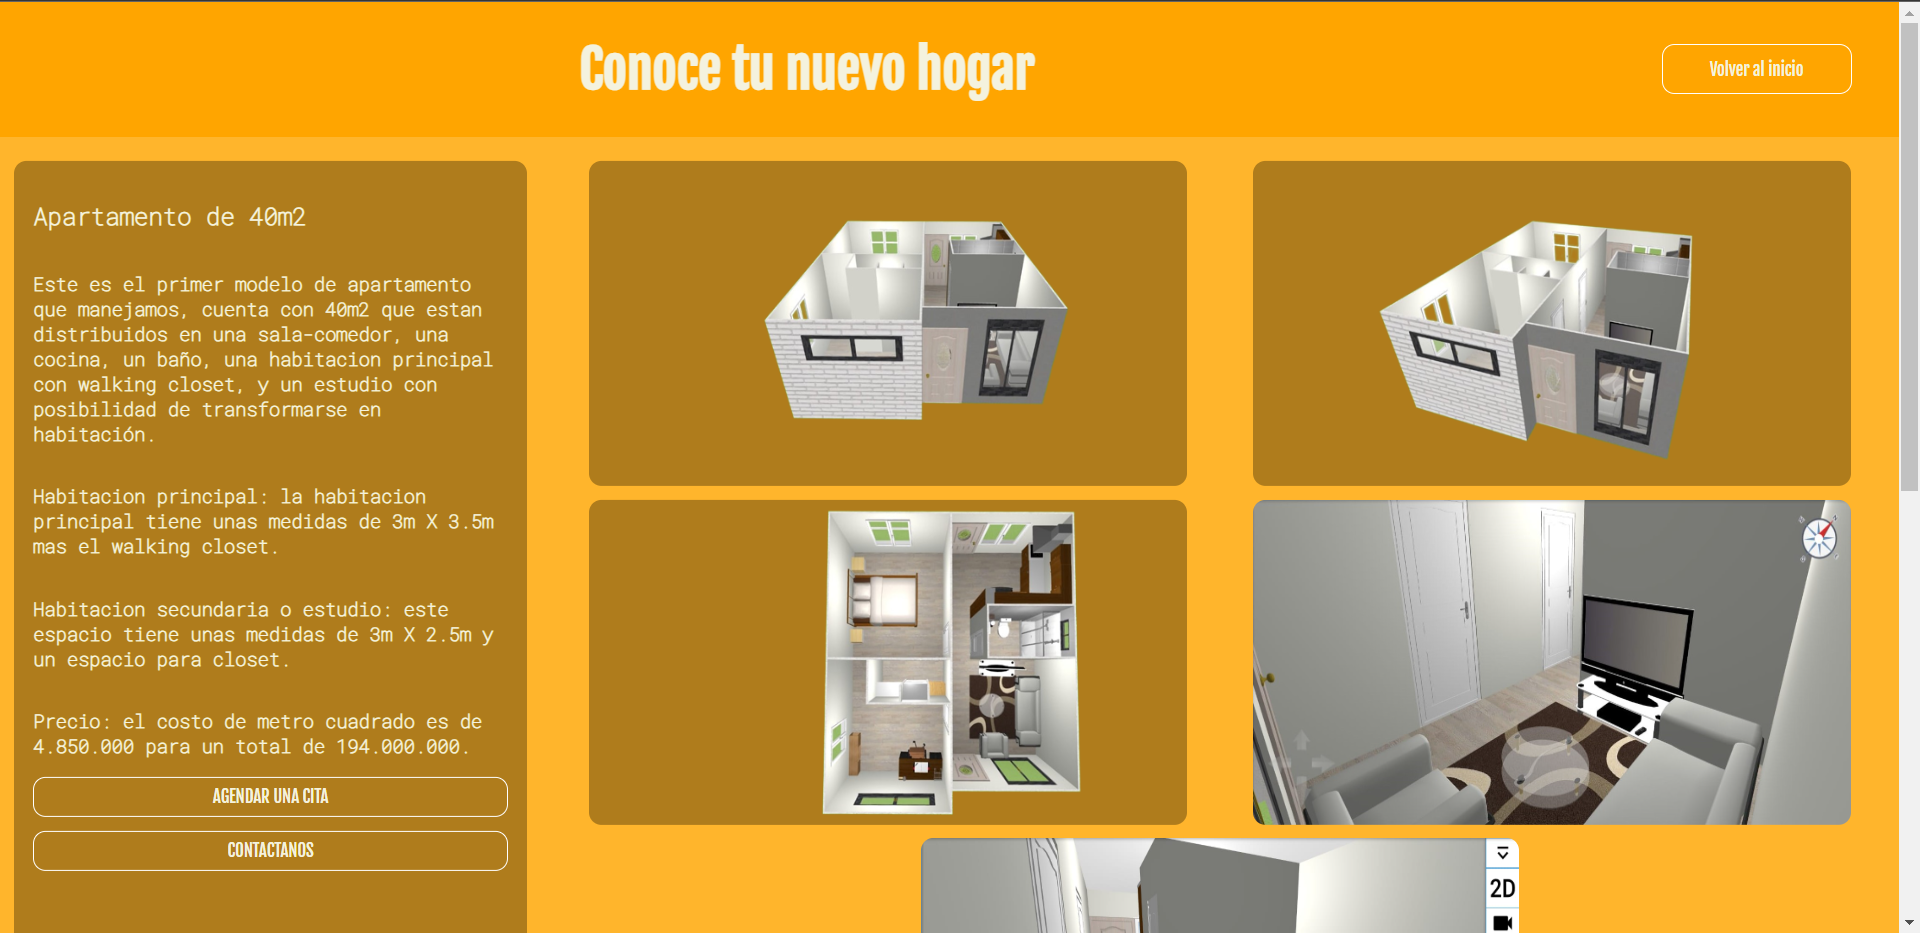 Conoce tu nuevo hogar
Volver al inicio
Apartamento de 40m2
Este es el primer modelo de apartamento
que manejamos, cuenta con 40m2 que estan
distribuidos en una sala-comedor, una
cocina, un baño, una habitacion principal
con walking closet, y un estudio con
posibilidad de transformarse en
habitación.
Habitacion principal: la habitacion
principal tiene unas medidas de 3m X 3.5m
mas el walking closet.
Habitacion secundaria o estudio: este
espacio tiene unas medidas de 3m X 2.5m y
un espacio para closet.
Precio: el costo de metro cuadrado es de
4.850.000 para un total de 194.000.000.
AGENDAR UNA CITA
CONTACTANOS
2D